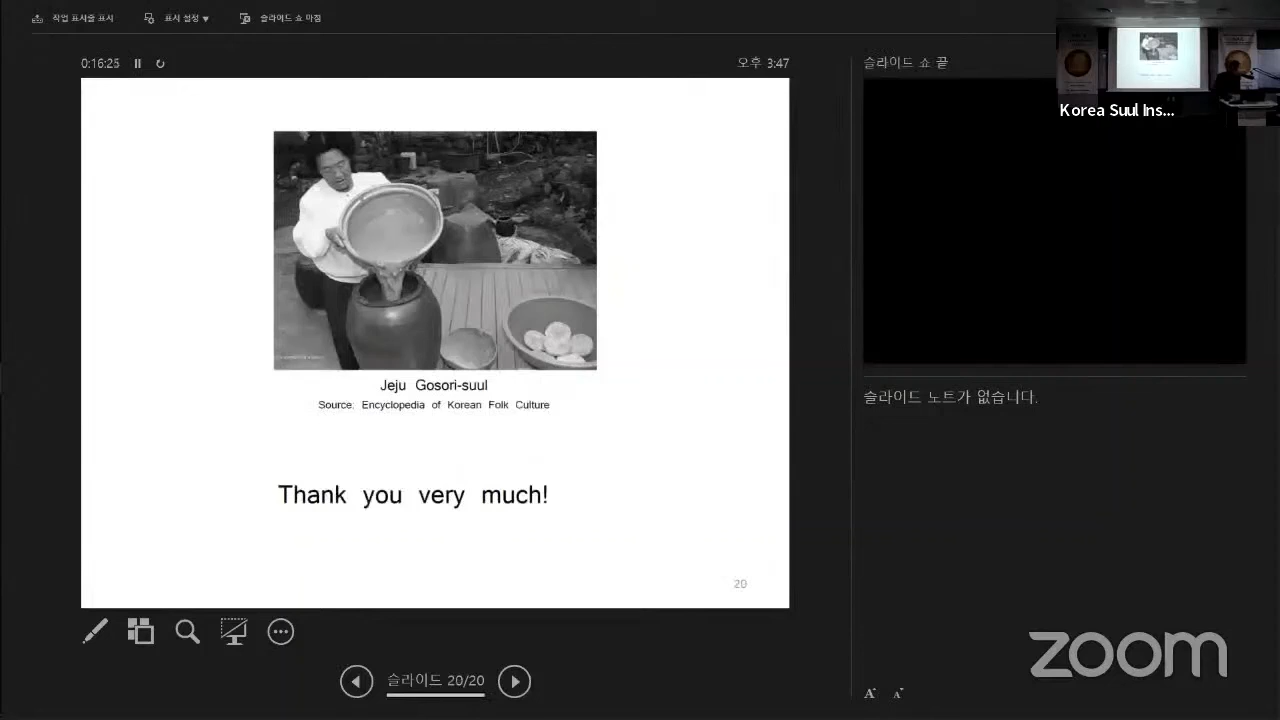 작업 표시줄 표시
표시 설정 ▼
슬라이드 쇼 마침
0:16:25
오후 3:47
슬라이드 쇼 끝
Korea Suul Ins...
Jeju Gosori-suul
Source: Encyclopedia of Korean Folk Culture
슬라이드 노트가 없습니다.
Thank you very much!
20
슬라이드 20/20
zoom
A A